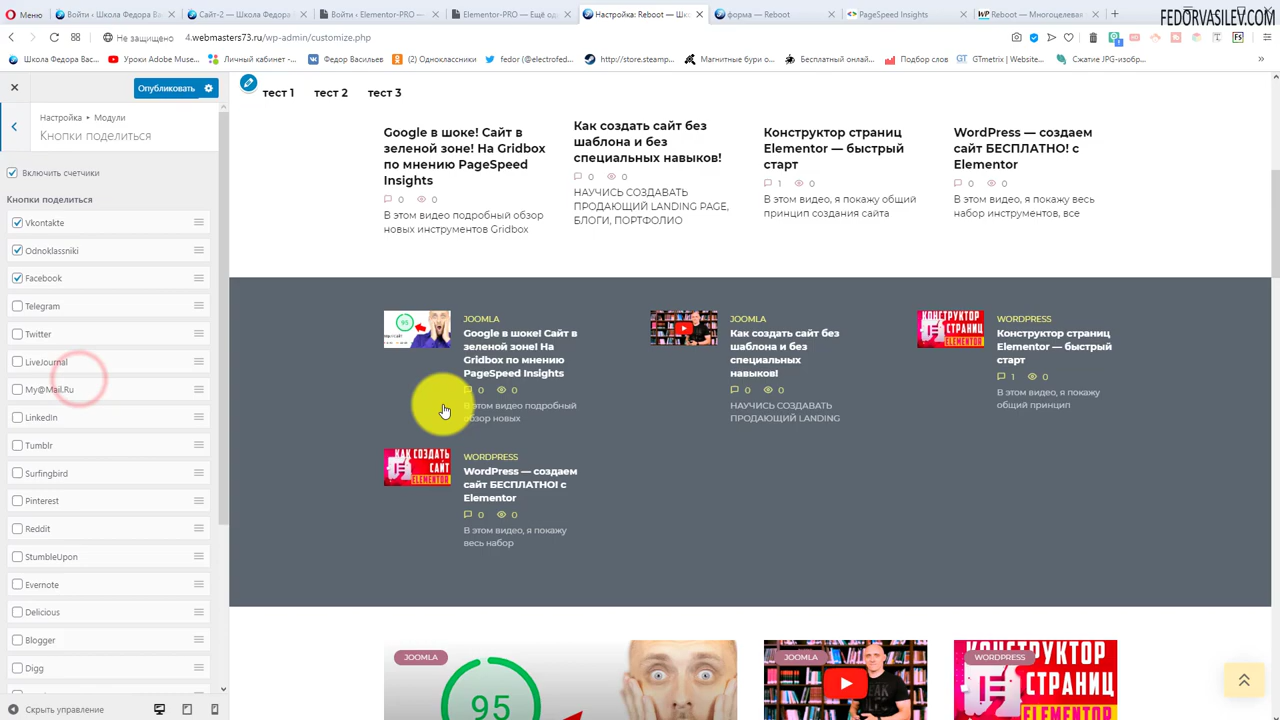 Меню
Войти ‹ Школа Федора Ва
Сайт-2 — Школа Федора
Войти ‹ Elementor-PRO —
Elementor-PRO — Ещё од
Настройка: Reboot — Шк
форма — Reboot
PageSpeed Insights
Reboot — Многоцелевая
FEDORVASILEV.COM
Не защищено
4.webmasters73.ru/wp-admin/customize.php
Школа Федора Вас...
Уроки Adobe Muse...
Личный кабинет -...
Федор Васильев
(2) Одноклассники
fedor (@electrofed...
http://store.steamp...
Магнитные бури о...
Бесплатный онлай...
Подбор слов
GTmetrix | Website...
Сжатие JPG-изобр...
Опубликовать
Настройка
Модули
Кнопки поделиться
Включить счетчики
Кнопки поделиться
Vkontakte
Odnoklassniki
Facebook
Telegram
Twitter
LiveJournal
My@Mail.Ru
LinkedIn
Tumblr
Surfingbird
Pinterest
Reddit
StumbleUpon
Evernote
Delicious
Blogger
Digg
тест 1
тест 2
тест 3
Google в шоке! Сайт в
зеленой зоне! На Gridbox
по мнению PageSpeed
Insights
0 0
В этом видео подробный обзор
новых инструментов Gridbox
Как создать сайт без
шаблона и без
специальных навыков!
0 0
НАУЧИСЬ СОЗДАВАТЬ
ПРОДАЮЩИЙ LANDING PAGE,
БЛОГИ, ПОРТФОЛИО
Конструктор страниц
Elementor — быстрый
старт
1 0
В этом видео, я покажу общий
принцип создания сайта
WordPress — создаем
сайт БЕСПЛАТНО! с
Elementor
0 0
В этом видео, я покажу весь
набор инструментов, все
95
JOOMLA
Google в шоке! Сайт в
зеленой зоне! На
Gridbox по мнению
PageSpeed Insights
0 0
В этом видео подробный
обзор новых
JOOMLA
Как создать сайт без
шаблона и без
специальных
навыков!
0 0
НАУЧИСЬ СОЗДАВАТЬ
ПРОДАЮЩИЙ LANDING
КОНСТРУКТОР
СТРАНИЦ
ELEMENTOR
WORDPRESS
Конструктор страниц
Elementor — быстрый
старт
1 0
В этом видео, я покажу
общий принцип
КАК СОЗДАТЬ
САЙТ
ELEMENTOR
WORDPRESS
WordPress — создаем
сайт БЕСПЛАТНО! с
Elementor
0 0
В этом видео, я покажу
весь набор
JOOMLA
95
JOOMLA
WORDPRESS
КОНСТРУКТОР
СТРАНИЦ